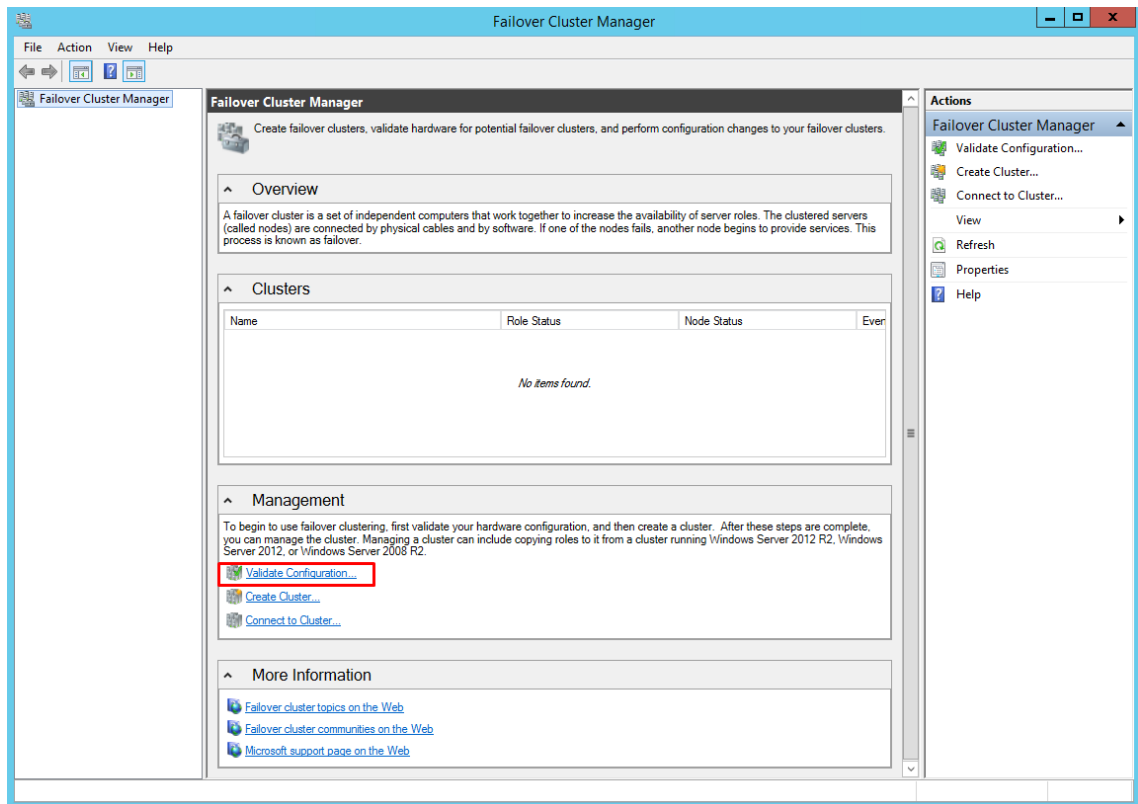 Failover Cluster Manager
File Action View Help
Failover Cluster Manager
Failover Cluster Manager
Create failover clusters, validate hardware for potential failover clusters, and perform configuration changes to your failover clusters.
Overview
A failover cluster is a set of independent computers that work together to increase the availability of server roles. The clustered servers
(called nodes) are connected by physical cables and by software. If one of the nodes fails, another node begins to provide services. This
process is known as failover.
Clusters
Name Role Status Node Status Even
No items found.
Management
To begin to use failover clustering, first validate your hardware configuration, and then create a cluster. After these steps are complete,
you can manage the cluster. Managing a cluster can include copying roles to it from a cluster running Windows Server 2012 R2, Windows
Server 2012, or Windows Server 2008 R2.
Validate Configuration...
Create Cluster...
Connect to Cluster...
More Information
Failover cluster topics on the Web
Failover cluster communities on the Web
Microsoft support page on the Web
Actions
Failover Cluster Manager
Validate Configuration...
Create Cluster...
Connect to Cluster...
View
Refresh
Properties
Help